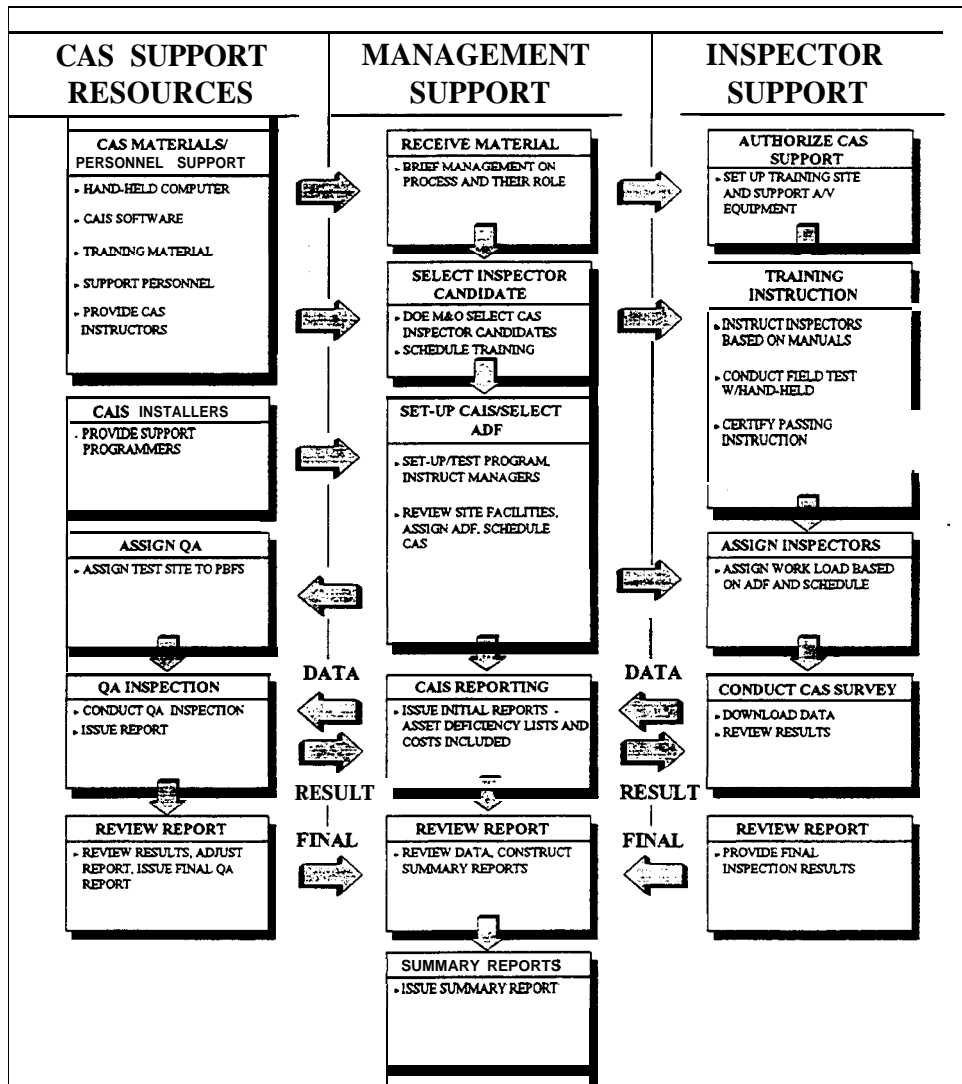 CAS SUPPORT
RESOURCES
MANAGEMENT
SUPPORT
INSPECTOR
SUPPORT
CAS MATERIALS/
PERSONNEL SUPPORT
HAND-HELD COMPUTER
CAIS SOFTWARE
TRAINING MATERIAL
SUPPORT PERSONNEL
PROVIDE CAS
INSTRUCTORS
RECEIVE MATERIAL
BRIEF MANAGEMENT ON
PROCESS AND THEIR ROLE
AUTHORIZE CAS
SUPPORT
SET UP TRAINING SITE
AND SUPPORT A/V
EQUIPMENT
SELECT INSPECTOR
CANDIDATE
DOE M&O SELECT CAS
INSPECTOR CANDIDATES
SCHEDULE TRAINING
TRAINING
INSTRUCTION
INSTRUCT INSPECTORS
BASED ON MANUALS
CONDUCT FIELD TEST
W/HAND-HELD
CERTIFY PASSING
INSTRUCTION
CAIS INSTALLERS
PROVIDE SUPPORT
PROGRAMMERS
SET-UP CAIS/SELECT
ADF
SET-UP/TEST PROGRAM,
INSTRUCT MANAGERS
REVIEW SITE FACILITIES,
ASSIGN ADF, SCHEDULE
CAS
ASSIGN QA
ASSIGN TEST SITE TO PBFS
ASSIGN INSPECTORS
ASSIGN WORK LOAD BASED
ON ADF AND SCHEDULE
DATA
DATA
QA INSPECTION
CONDUCT QA INSPECTION
ISSUE REPORT
CAIS REPORTING
ISSUE INITIAL REPORTS -
ASSET DEFICIENCY LISTS AND
COSTS INCLUDED
CONDUCT CAS SURVEY
DOWNLOAD DATA
REVIEW RESULTS
RESULT
RESULT
FINAL
FINAL
REVIEW REPORT
REVIEW RESULTS, ADJUST
REPORT, ISSUE FINAL QA
REPORT
REVIEW REPORT
REVIEW DATA, CONSTRUCT
SUMMARY REPORTS
REVIEW REPORT
PROVIDE FINAL
INSPECTION RESULTS
SUMMARY REPORTS
ISSUE SUMMARY REPORT